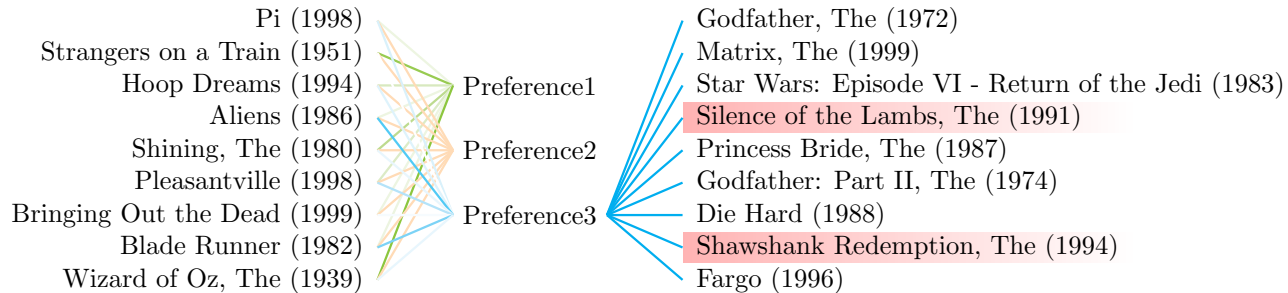 Pi (1998)
Strangers on a Train (1951)
Hoop Dreams (1994)
Aliens (1986)
Shining, The (1980)
Pleasantville (1998)
Bringing Out the Dead (1999)
Blade Runner (1982)
Wizard of Oz, The (1939)
Preference1
Preference2
Preference3
Godfather, The (1972)
Matrix, The (1999)
Star Wars: Episode VI - Return of the Jedi (1983)
Silence of the Lambs, The (1991)
Princess Bride, The (1987)
Godfather: Part II, The (1974)
Die Hard (1988)
Shawshank Redemption, The (1994)
Fargo (1996)